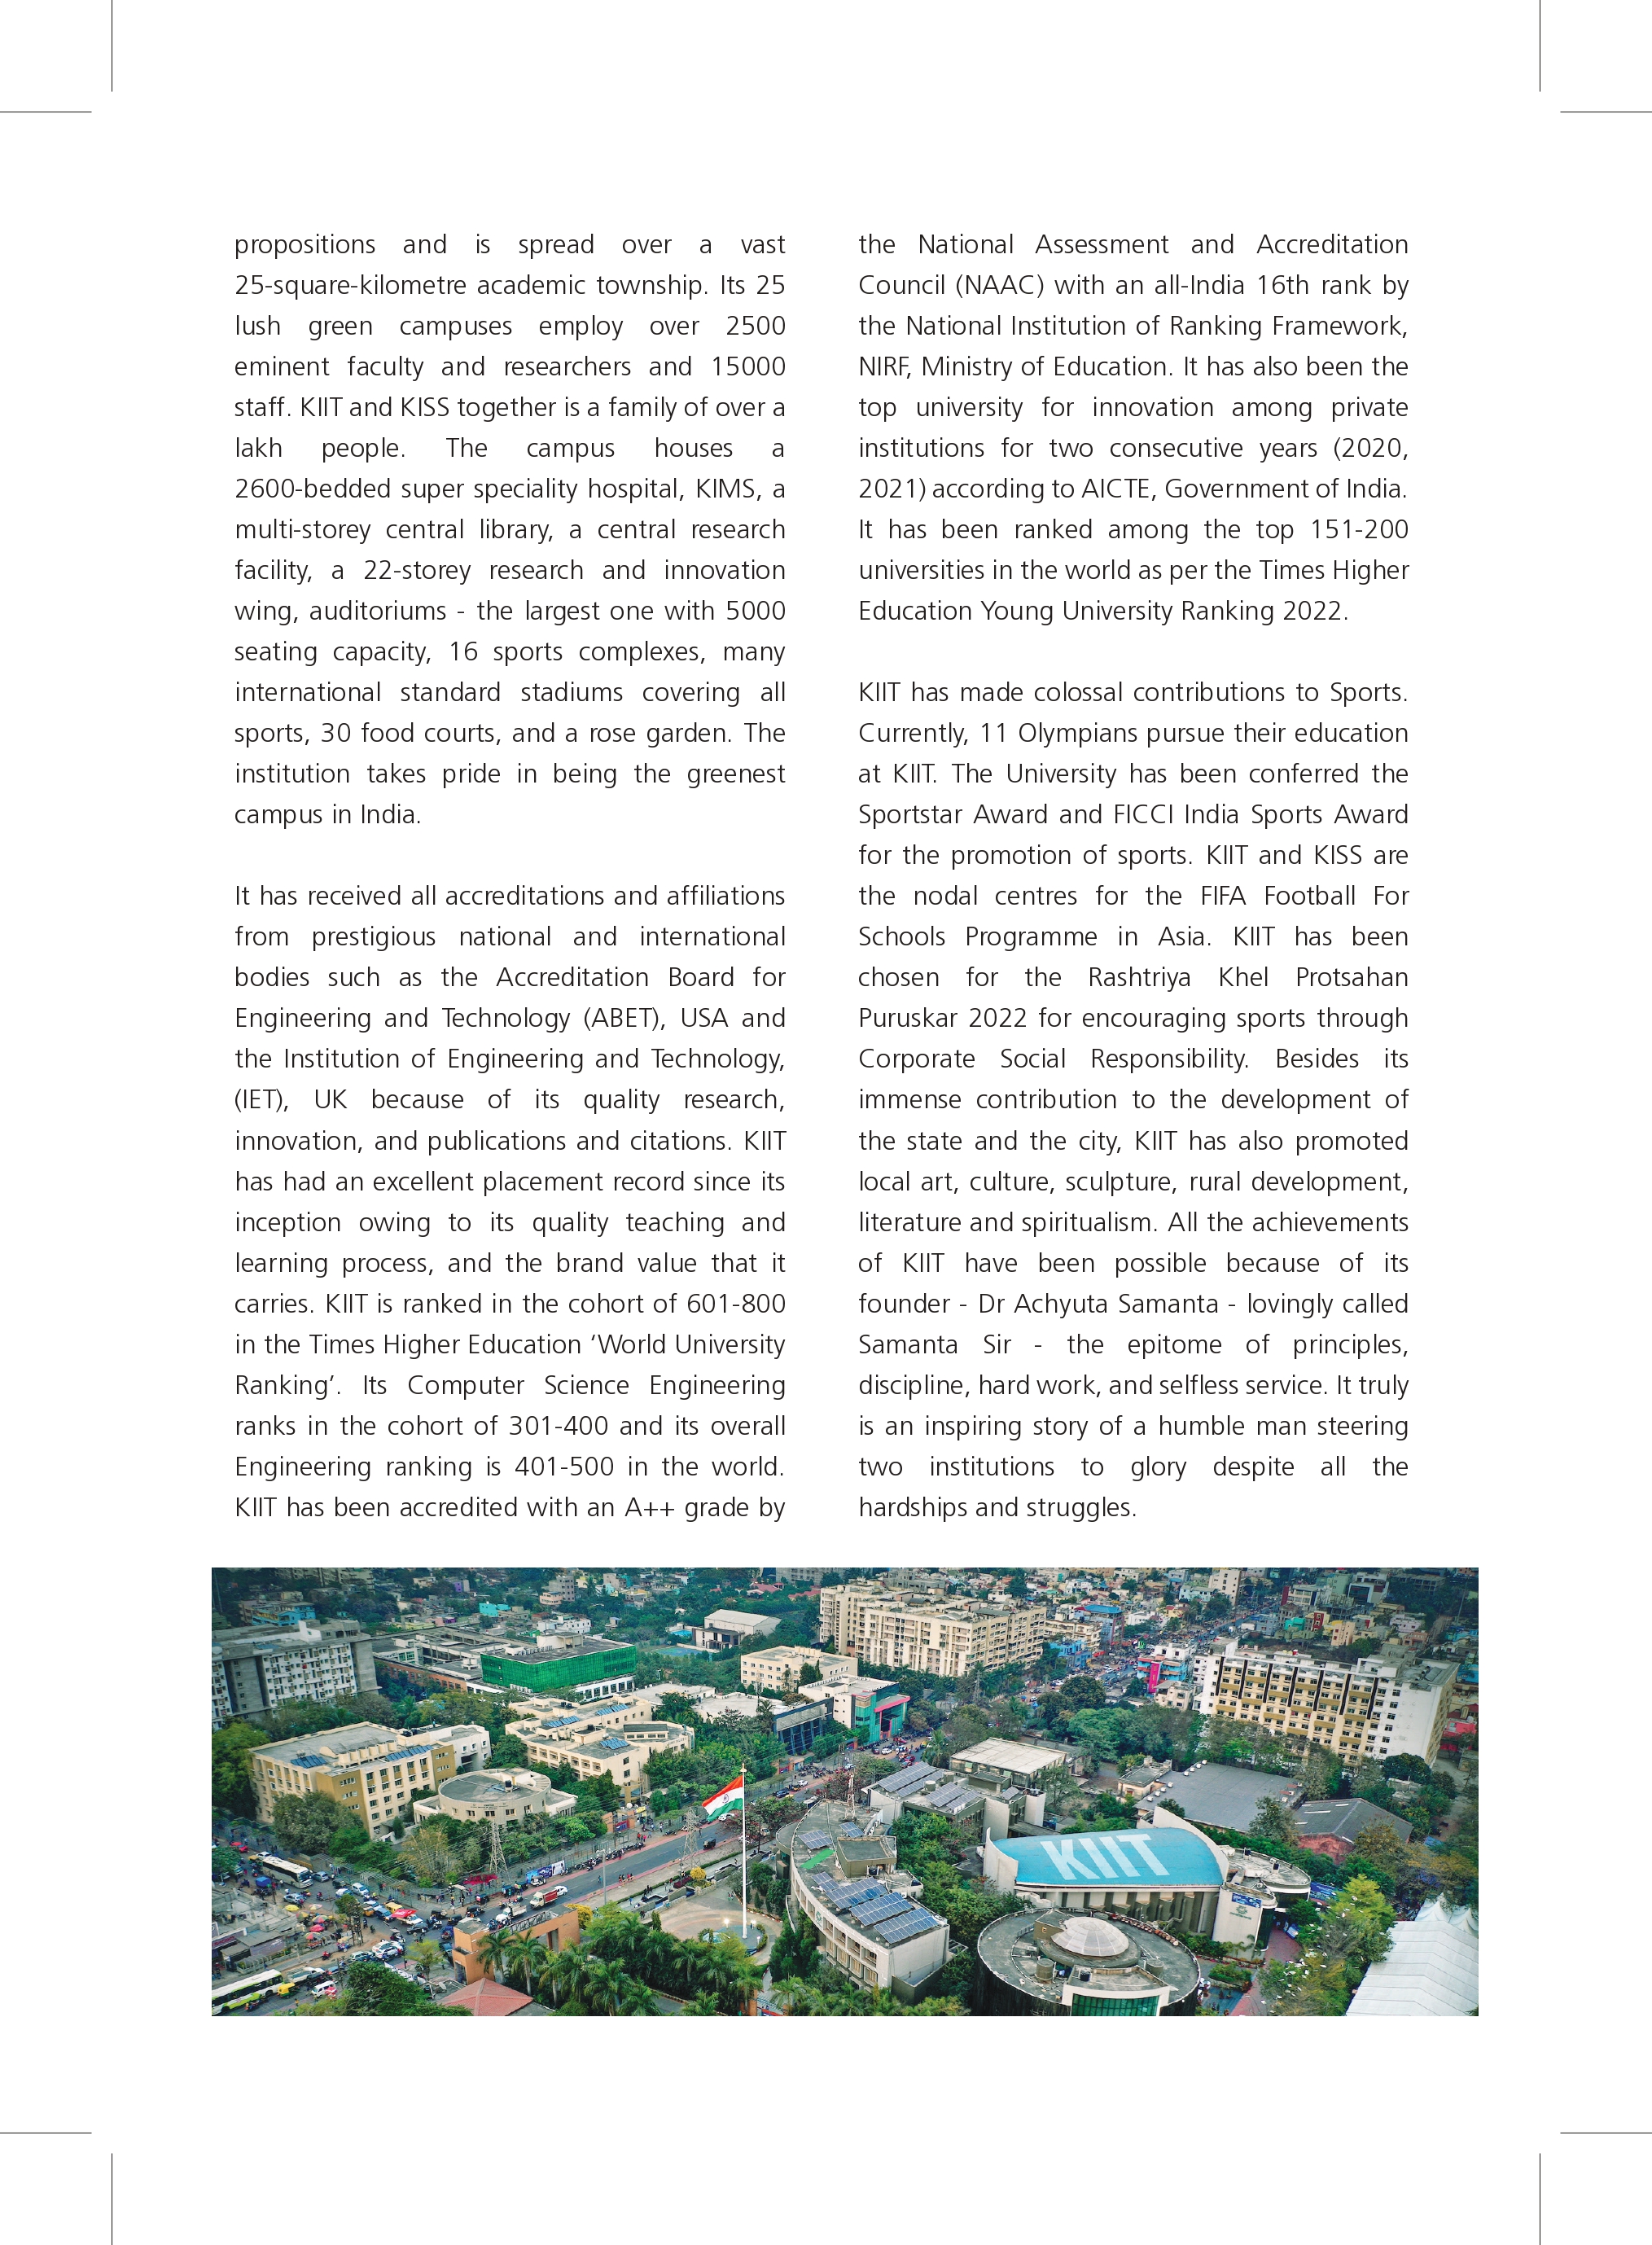 propositions and is spread over a vast
25-square-kilometre academic township. Its 25
lush green campuses employ over 2500
eminent faculty and researchers and 15000
staff. KIIT and KISS together is a family of over a
lakh people. The campus houses a
2600-bedded super speciality hospital, KIMS, a
multi-storey central library, a central research
facility, a 22-storey research and innovation
wing, auditoriums - the largest one with 5000
seating capacity, 16 sports complexes, many
international standard stadiums covering all
sports, 30 food courts, and a rose garden. The
institution takes pride in being the greenest
campus in India.
It has received all accreditations and affiliations
from prestigious national and international
bodies such as the Accreditation Board for
Engineering and Technology (ABET), USA and
the Institution of Engineering and Technology,
(IET), UK because of its quality research,
innovation, and publications and citations. KIIT
has had an excellent placement record since its
inception owing to its quality teaching and
learning process, and the brand value that it
carries. KIIT is ranked in the cohort of 601-800
in the Times Higher Education ‘World University
Ranking’. Its Computer Science Engineering
ranks in the cohort of 301-400 and its overall
Engineering ranking is 401-500 in the world.
KIIT has been accredited with an A++ grade by
the National Assessment and Accreditation
Council (NAAC) with an all-India 16th rank by
the National Institution of Ranking Framework,
NIRF, Ministry of Education. It has also been the
top university for innovation among private
institutions for two consecutive years (2020,
2021) according to AICTE, Government of India.
It has been ranked among the top 151-200
universities in the world as per the Times Higher
Education Young University Ranking 2022.
KIIT has made colossal contributions to Sports.
Currently, 11 Olympians pursue their education
at KIIT. The University has been conferred the
Sportstar Award and FICCI India Sports Award
for the promotion of sports. KIIT and KISS are
the nodal centres for the FIFA Football For
Schools Programme in Asia. KIIT has been
chosen for the Rashtriya Khel Protsahan
Puruskar 2022 for encouraging sports through
Corporate Social Responsibility. Besides its
immense contribution to the development of
the state and the city, KIIT has also promoted
local art, culture, sculpture, rural development,
literature and spiritualism. All the achievements
of KIIT have been possible because of its
founder - Dr Achyuta Samanta - lovingly called
Samanta Sir - the epitome of principles,
discipline, hard work, and selfless service. It truly
is an inspiring story of a humble man steering
two institutions to glory despite all the
hardships and struggles.
KIIT